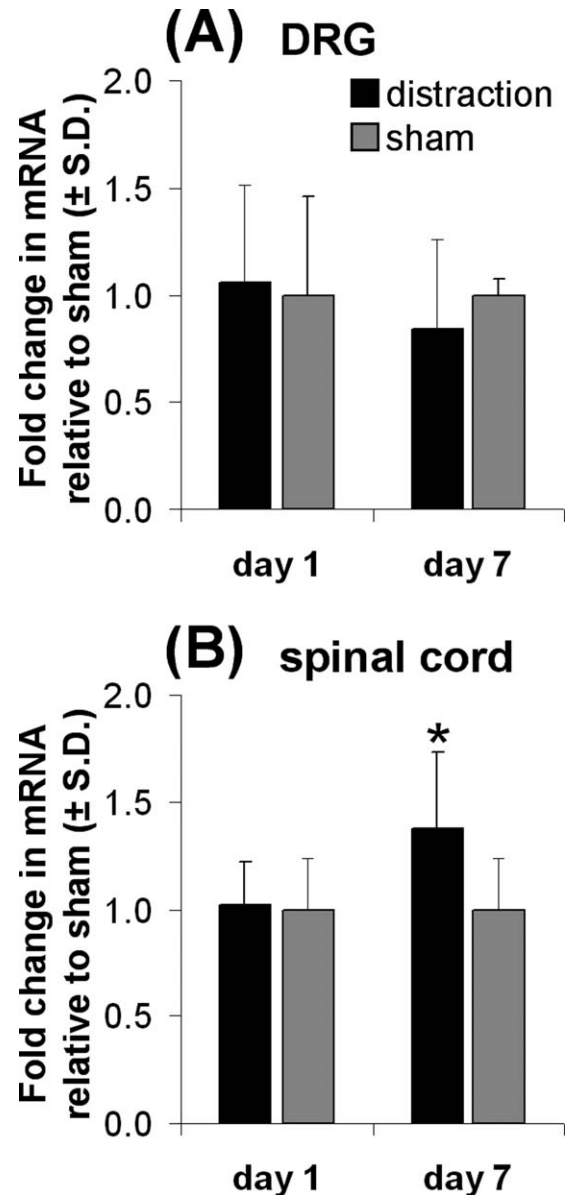 (A) DRG
distraction
sham
Fold change in mRNA
relative to sham (± S.D.)
2.0
1.5
1.0
0.5
0.0
day 1 day 7
(B) spinal cord
Fold change in mRNA
relative to sham (± S.D.)
2.0
1.5
1.0
0.5
0.0
*
day 1 day 7